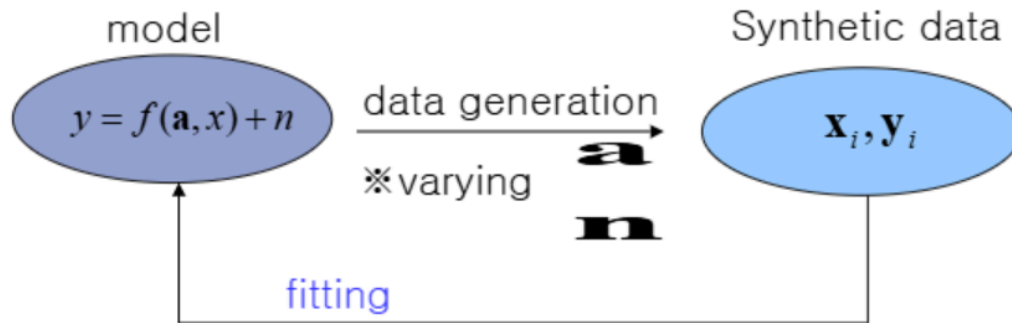 model
Synthetic data
y = f(a, x) + n
data generation
x_i, y_i
a
※varying
n
fitting